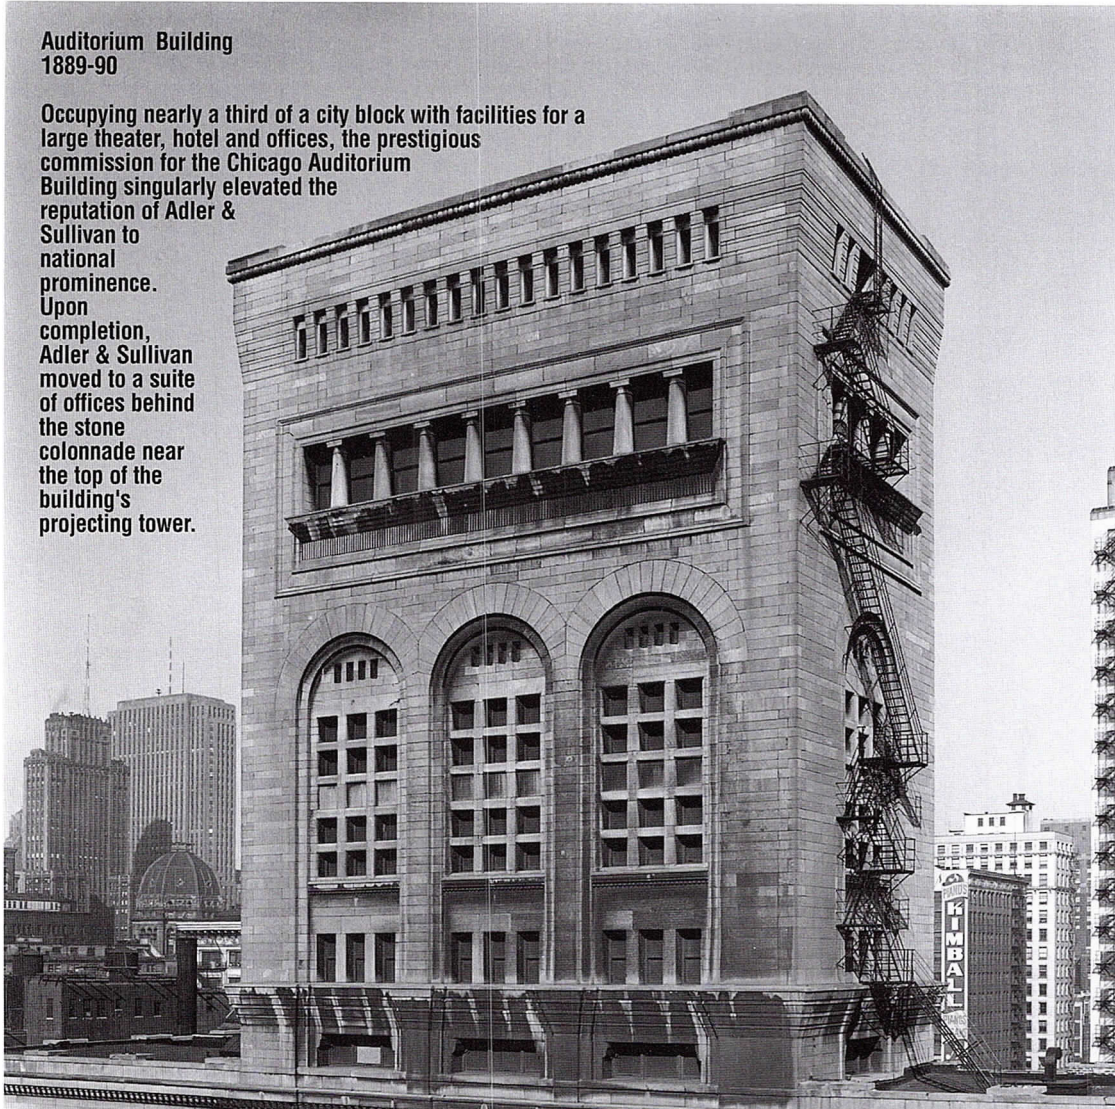 Auditorium Building
1889-90
Occupying nearly a third of a city block with facilities for a
large theater, hotel and offices, the prestigious
commission for the Chicago Auditorium
Building singularly elevated the
reputation of Adler &
Sullivan to
national
prominence.
Upon
completion,
Adler & Sullivan
moved to a suite
of offices behind
the stone
colonnade near
the top of the
building's
projecting tower.
PIANOS
KIMBALL
PIANOS